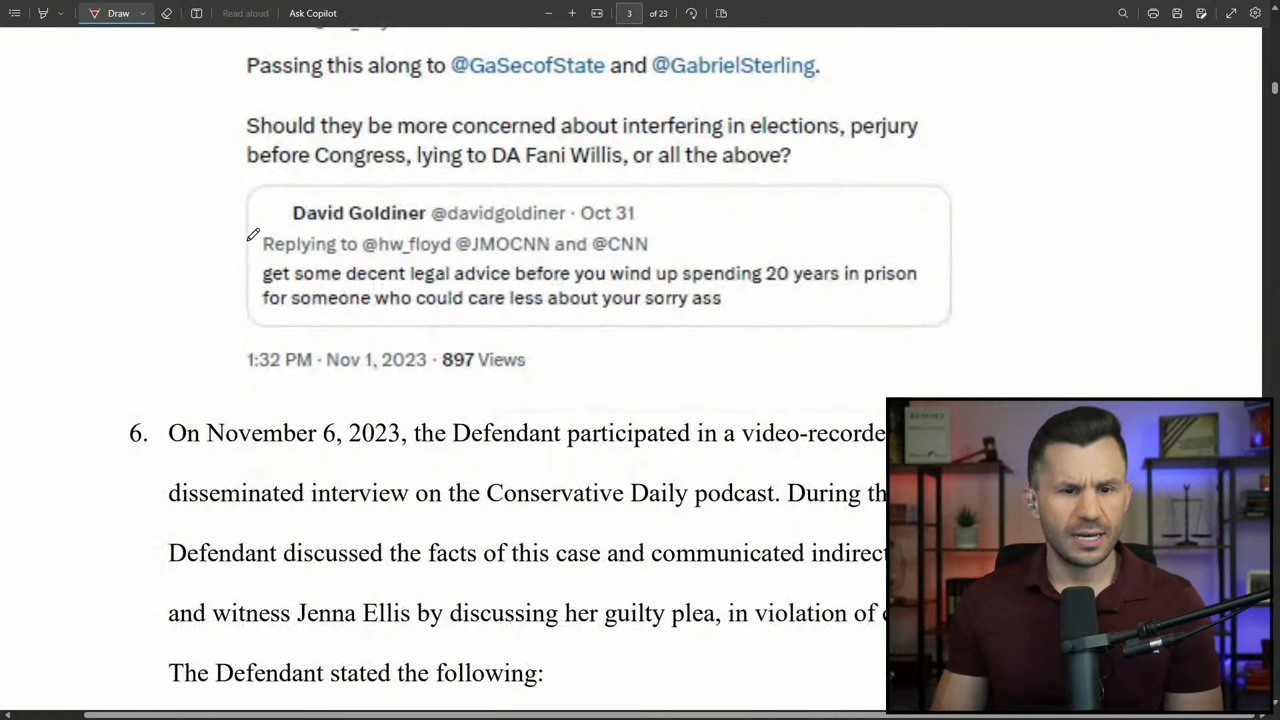 Draw
Read aloud
Ask Copilot
3
of 23
Passing this along to @GaSecofState and @GabrielSterling.
Should they be more concerned about interfering in elections, perjury
before Congress, lying to DA Fani Willis, or all the above?
David Goldiner @davidgoldiner · Oct 31
Replying to @hw_floyd @JMOCNN and @CNN
get some decent legal advice before you wind up spending 20 years in prison
for someone who could care less about your sorry ass
1:32 PM · Nov 1, 2023 · 897 Views
6. On November 6, 2023, the Defendant participated in a video-recorde
disseminated interview on the Conservative Daily podcast. During th
Defendant discussed the facts of this case and communicated indirect
and witness Jenna Ellis by discussing her guilty plea, in violation of
The Defendant stated the following: